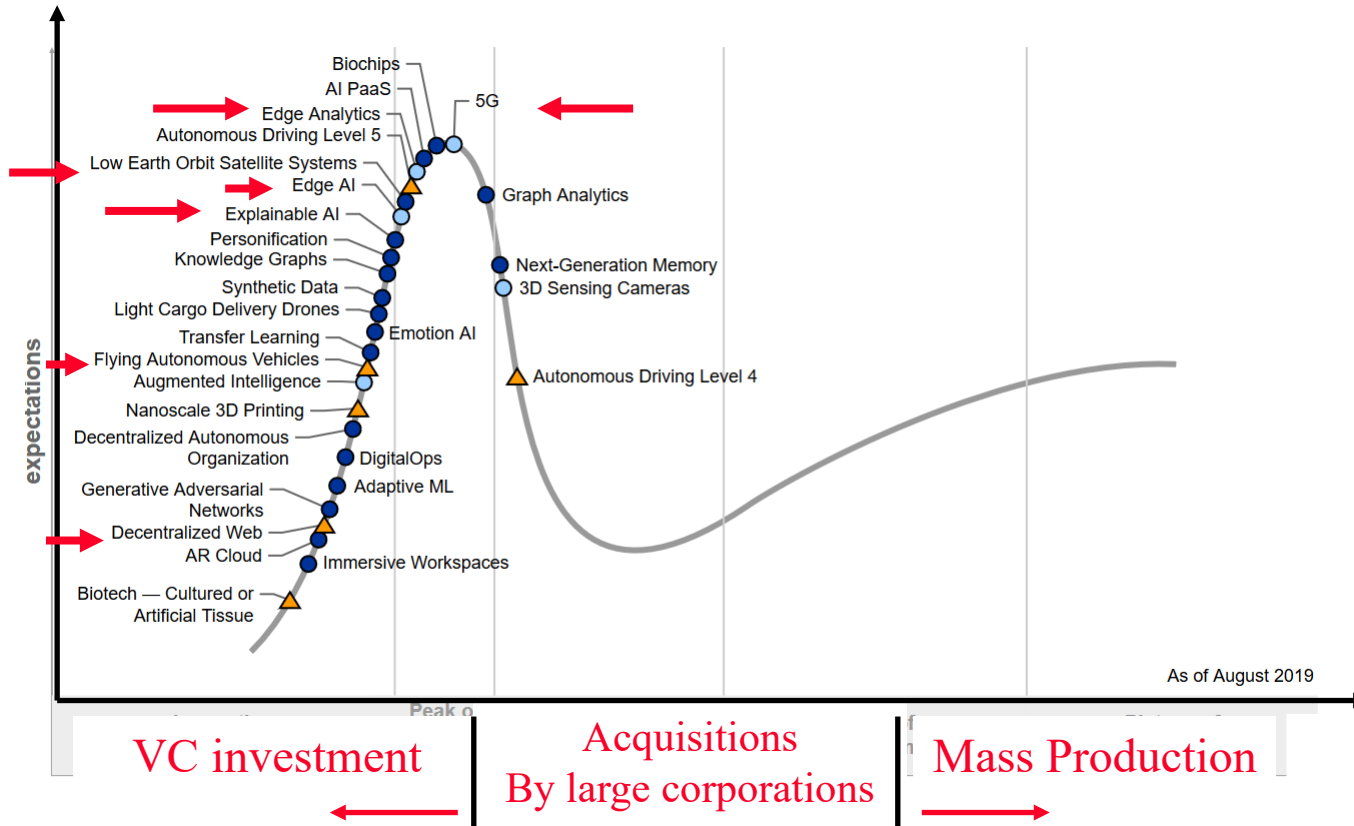 Biochips
AI PaaS
5G
Edge Analytics
Autonomous Driving Level 5
Low Earth Orbit Satellite Systems
Edge AI
Graph Analytics
Explainable AI
Personification
Knowledge Graphs
Next-Generation Memory
Synthetic Data
3D Sensing Cameras
Light Cargo Delivery Drones
Emotion AI
Transfer Learning
Flying Autonomous Vehicles
Augmented Intelligence
Autonomous Driving Level 4
Nanoscale 3D Printing
Decentralized Autonomous
Organization
DigitalOps
Adaptive ML
Generative Adversarial
Networks
Decentralized Web
AR Cloud
Immersive Workspaces
Biotech — Cultured or
Artificial Tissue
expectations
As of August 2019
Peak o
VC investment
Acquisitions
By large corporations
Mass Production